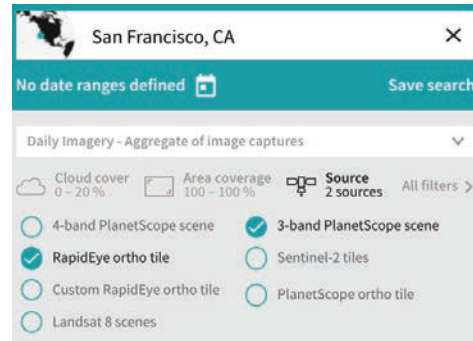 San Francisco, CA
No date ranges defined Save search
Daily Imagery - Aggregate of image captures
Cloud cover Area coverage Source
0 – 20 % 100 – 100 % 2 sources All filters
4-band PlanetScope scene 3-band PlanetScope scene
RapidEye ortho tile Sentinel-2 tiles
Custom RapidEye ortho tile PlanetScope ortho tile
Landsat 8 scenes